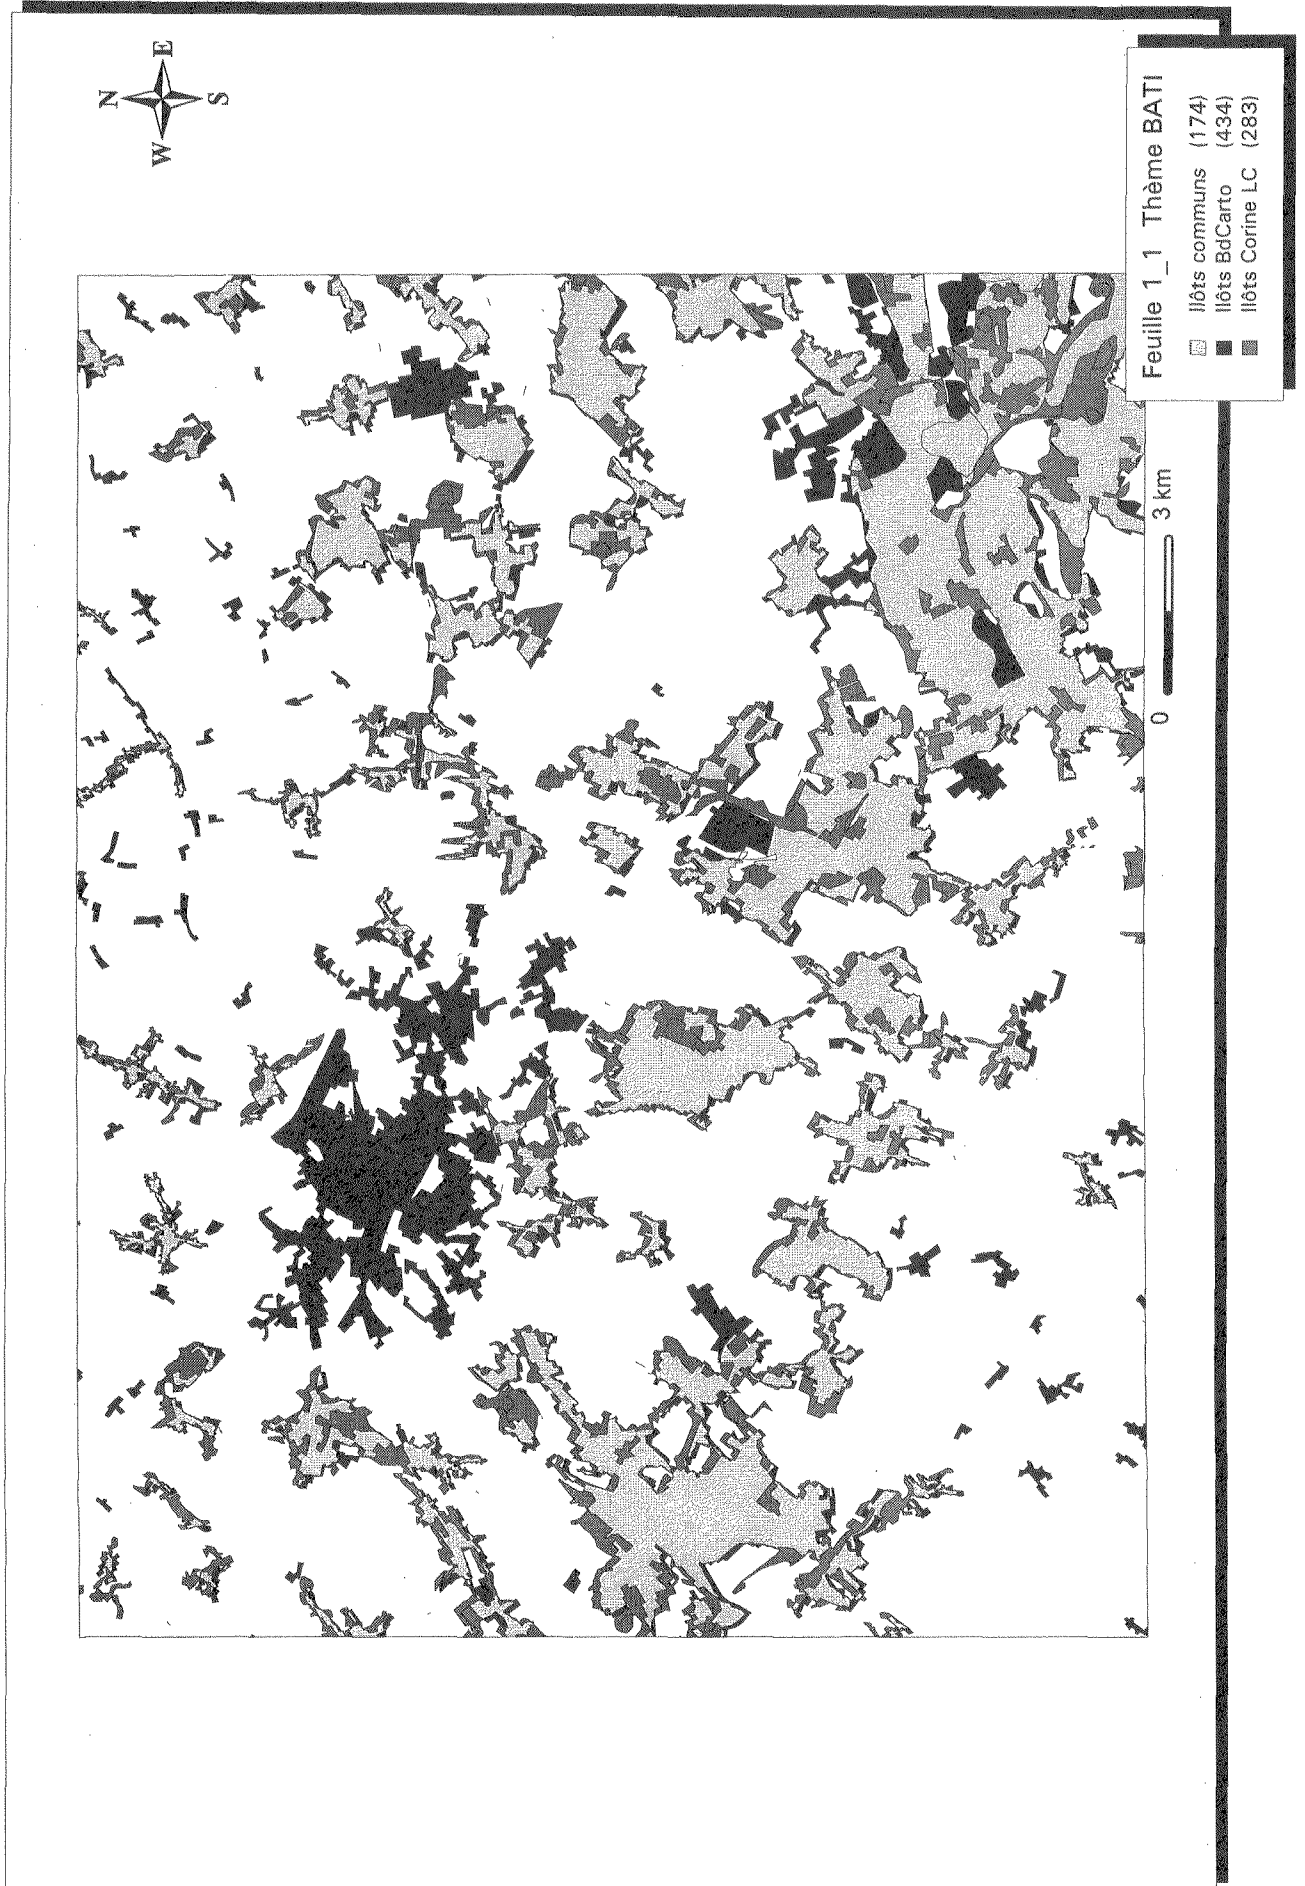 N
E
W
S
Feuille 1_1 Thème BATI
Ilôts communs (174)
Ilôts BdCarto (434)
Ilôts Corine LC (283)
0 3 km